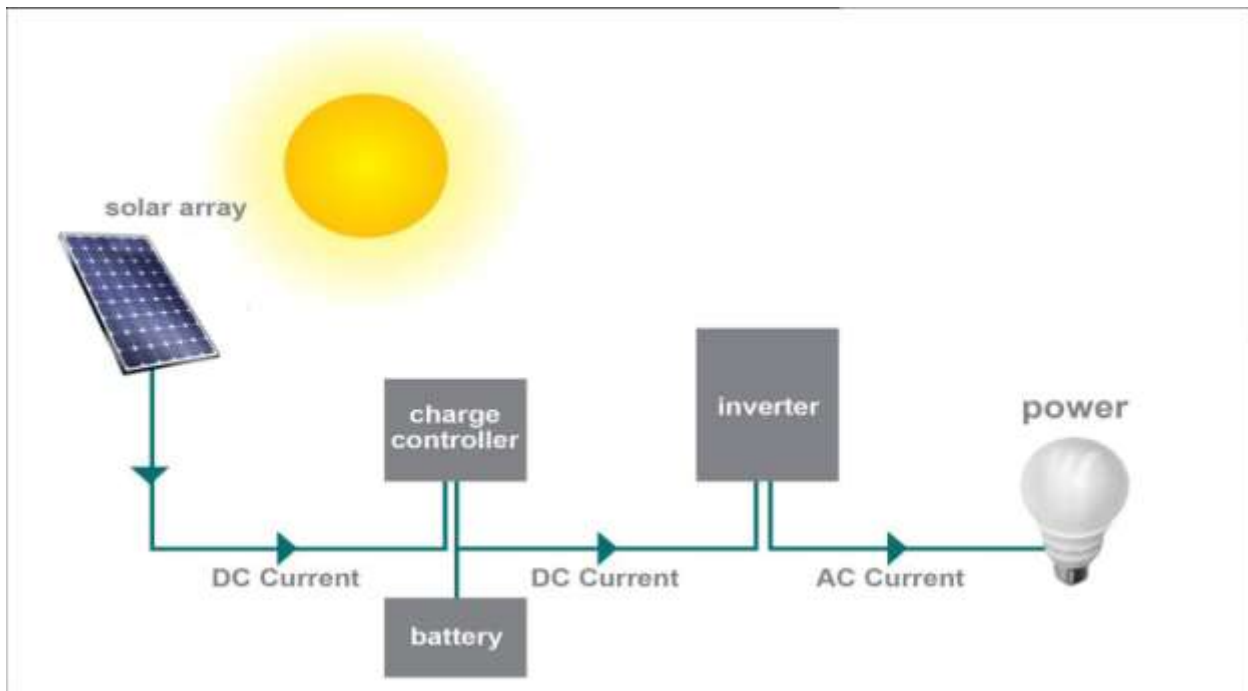 solar array
charge
controller
inverter
power
DC Current
DC Current
AC Current
battery